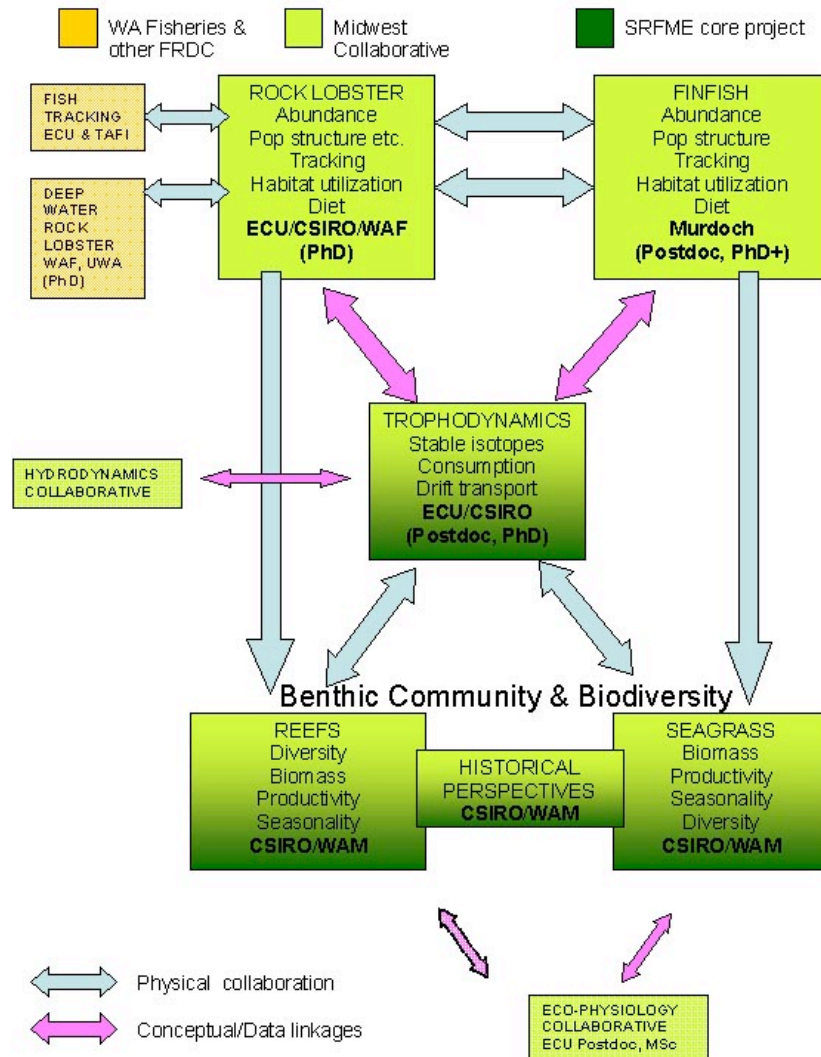 WA Fisheries &
other FRDC
Midwest
Collaborative
SRFME core project
FISH
TRACKING
ECU & TAFI
DEEP
WATER
ROCK
LOBSTER
WAF, UWA
(PhD)
ROCK LOBSTER
Abundance
Pop structure etc.
Tracking
Habitat utilization
Diet
ECU/CSIRO/WAF
(PhD)
FINFISH
Abundance
Pop structure
Tracking
Habitat utilization
Diet
Murdoch
(Postdoc, PhD+)
TROPHODYNAMICS
Stable isotopes
Consumption
Drift transport
ECU/CSIRO
(Postdoc, PhD)
HYDRODYNAMICS
COLLABORATIVE
Benthic Community & Biodiversity
REEFS
Diversity
Biomass
Productivity
Seasonality
CSIRO/WAM
HISTORICAL
PERSPECTIVES
CSIRO/WAM
SEAGRASS
Biomass
Productivity
Seasonality
Diversity
CSIRO/WAM
Physical collaboration
Conceptual/Data linkages
ECO-PHYSIOLOGY
COLLABORATIVE
ECU Postdoc, MSc